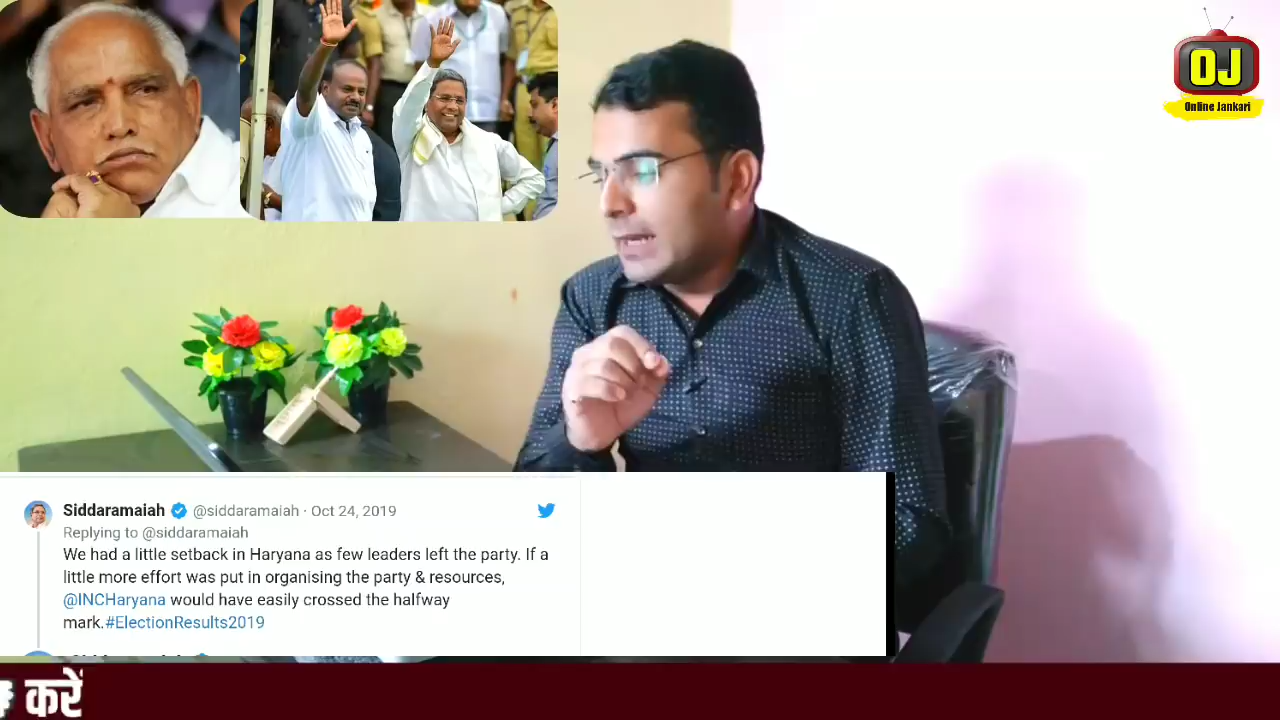 OJ
Online Jankari
Siddaramaiah @siddaramaiah · Oct 24, 2019
Replying to @siddaramaiah
We had a little setback in Haryana as few leaders left the party. If a
little more effort was put in organising the party & resources,
@INCHaryana would have easily crossed the halfway
mark.#ElectionResults2019
करें